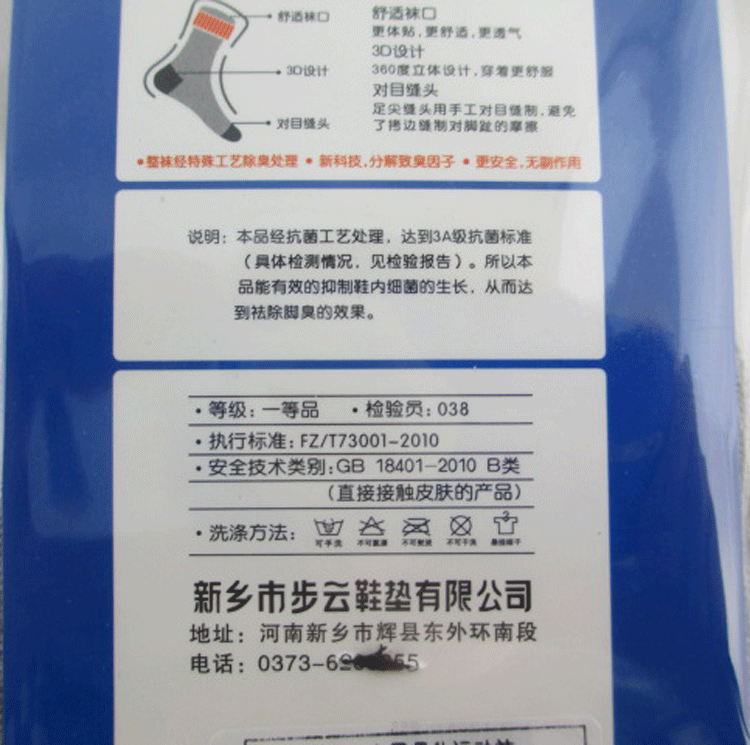 舒适袜口
舒适袜口
更体贴，更舒适，更透气
3D设计
3D设计
360度立体设计，穿着更舒服
对目缝头
对目缝头
足尖缝头用手工对目缝制，避免
了拷边缝制对脚趾的摩擦
•整袜经特殊工艺除臭处理 • 新科技，分解致臭因子 • 更安全，无副作用
说明：本品经抗菌工艺处理，达到3A级抗菌标准
（具体检测情况，见检验报告）。所以本
品能有效的抑制鞋内细菌的生长，从而达
到祛除脚臭的效果。
·等级：一等品 ·检验员：038
·执行标准：FZ/T73001-2010
·安全技术类别：GB 18401-2010 B类
（直接接触皮肤的产品）
·洗涤方法：
可手洗 不可氯漂 不可熨烫 不可干洗 悬挂晾干
新乡市步云鞋垫有限公司
地址：河南新乡市辉县东外环南段
电话：0373-6